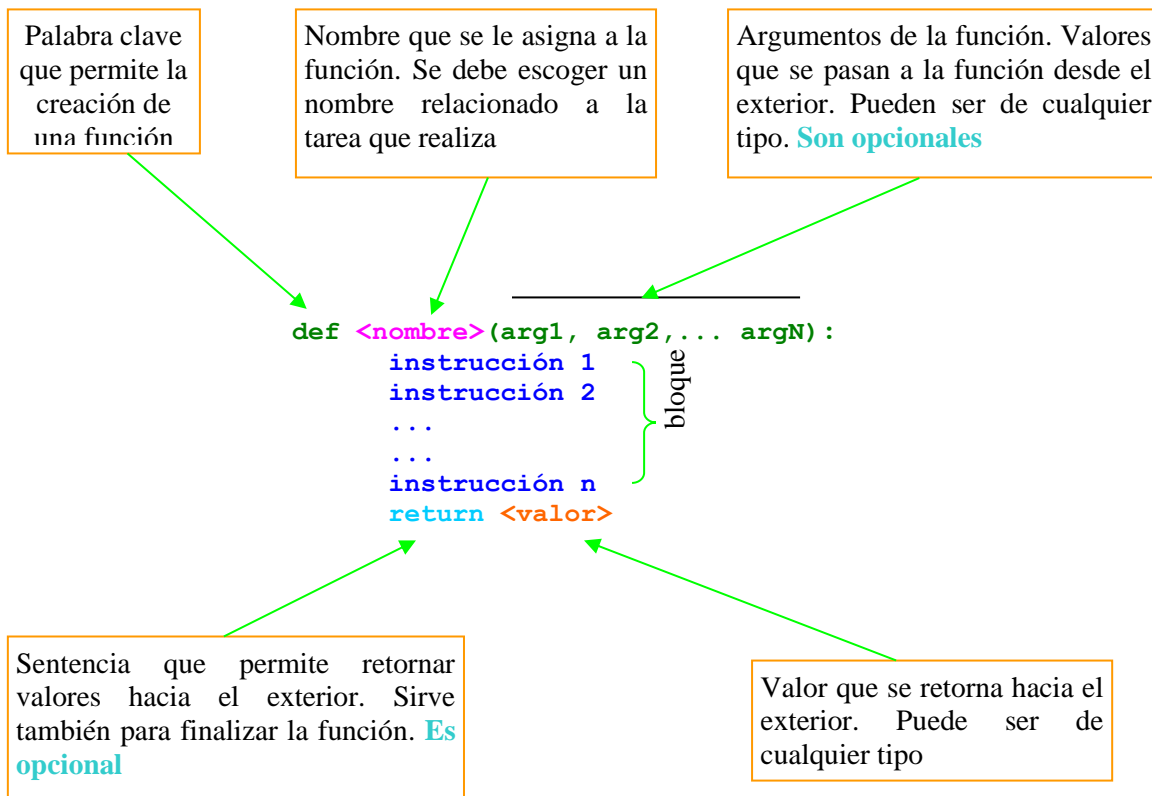 Palabra clave
que permite la
creación de
una función
Nombre que se le asigna a la
función. Se debe escoger un
nombre relacionado a la
tarea que realiza
Argumentos de la función. Valores
que se pasan a la función desde el
exterior. Pueden ser de cualquier
tipo. Son opcionales
def <nombre>(arg1, arg2,... argN):
instrucción 1
instrucción 2
...
...
instrucción n
return <valor>
bloque
Sentencia que permite retornar
valores hacia el exterior. Sirve
también para finalizar la función. Es
opcional
Valor que se retorna hacia el
exterior. Puede ser de
cualquier tipo